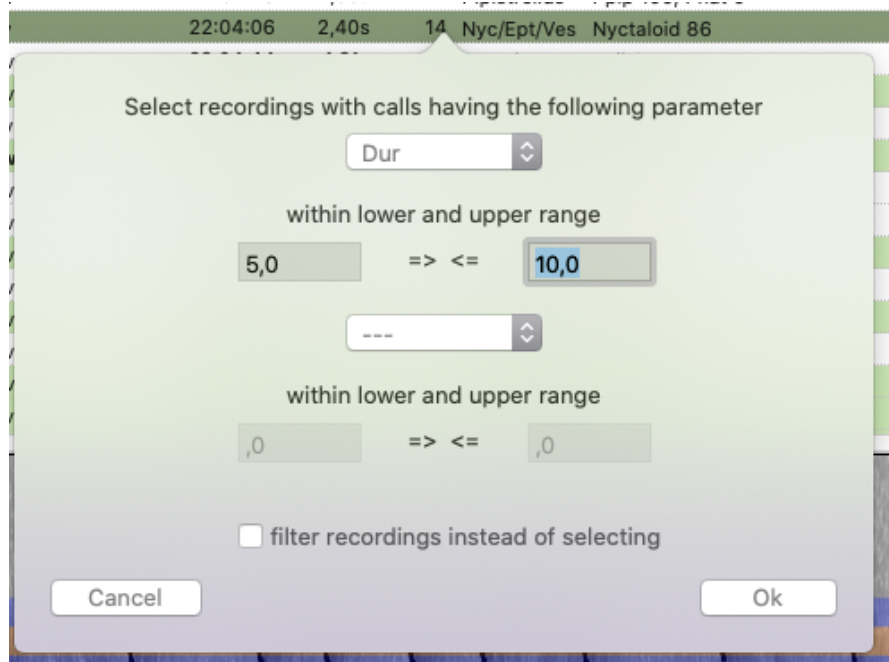 22:04:06 2,40s 14 Nyc/Ept/Ves Nyctaloid 86
Select recordings with calls having the following parameter
Dur
within lower and upper range
5,0 => <= 10,0
---
within lower and upper range
,0 => <= ,0
filter recordings instead of selecting
Cancel Ok